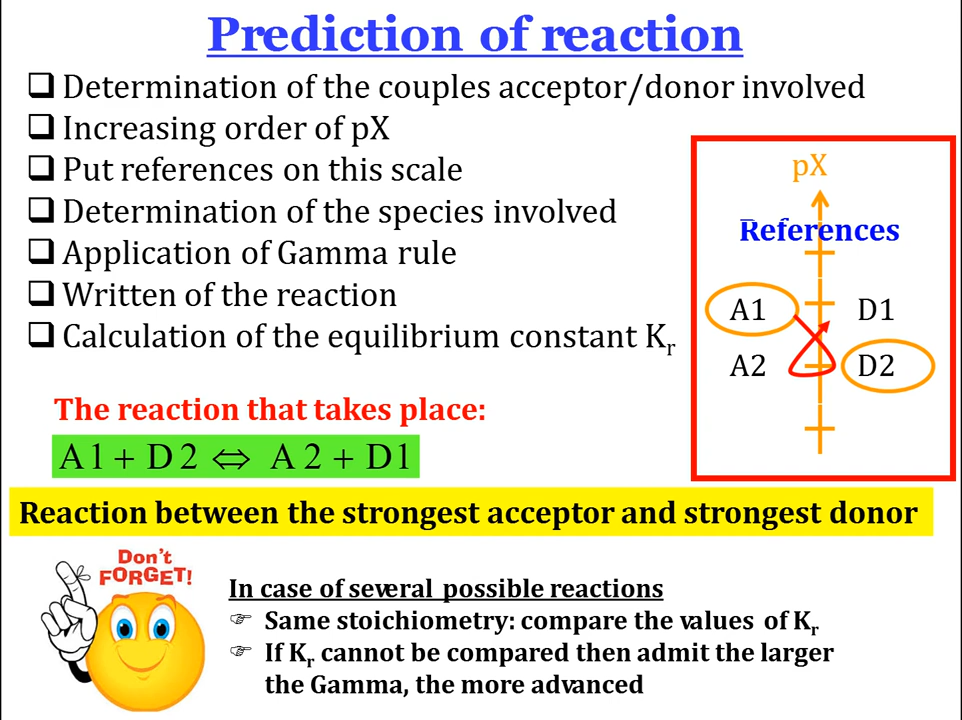 Prediction of reaction
Determination of the couples acceptor/donor involved
Increasing order of pX
Put references on this scale
Determination of the species involved
Application of Gamma rule
Written of the reaction
Calculation of the equilibrium constant Kr
pX
References
A1 D1
A2 D2
The reaction that takes place:
A1 + D2 ⇔ A2 + D1
Reaction between the strongest acceptor and strongest donor
Don't
FORGET!
In case of several possible reactions
☞ Same stoichiometry: compare the values of Kr
☞ If Kr cannot be compared then admit the larger
the Gamma, the more advanced